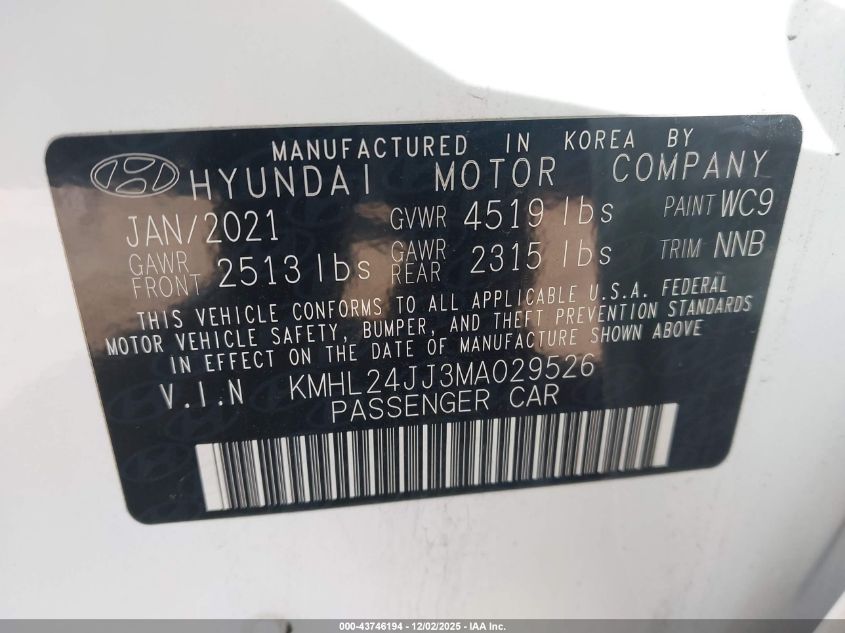 MANUFACTURED IN KOREA BY
HYUNDAI MOTOR COMPANY
JAN/2021 GVWR 4519 lbs PAINT WC9
GAWR FRONT 2513 lbs GAWR REAR 2315 lbs TRIM NNB
THIS VEHICLE CONFORMS TO ALL APPLICABLE U.S.A. FEDERAL
MOTOR VEHICLE SAFETY, BUMPER, AND THEFT PREVENTION STANDARDS
IN EFFECT ON THE DATE OF MANUFACTURE SHOWN ABOVE
V.I.N KMHL24JJ3MA029526
PASSENGER CAR
000-43746194 - 12/02/2025 - IAA Inc.